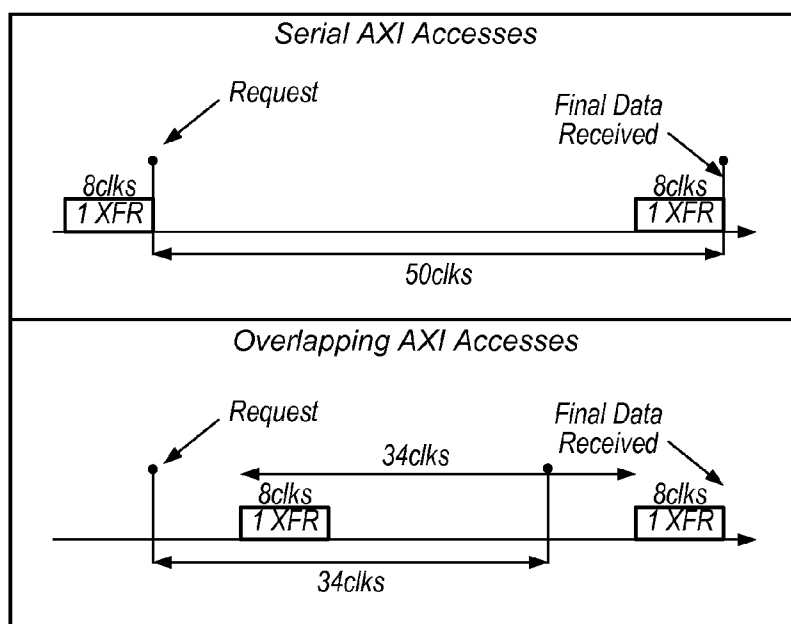 Serial AXI Accesses
Request
Final Data
Received
8clks
1 XFR
8clks
1 XFR
50clks
Overlapping AXI Accesses
Request
Final Data
Received
34clks
8clks
1 XFR
8clks
1 XFR
34clks